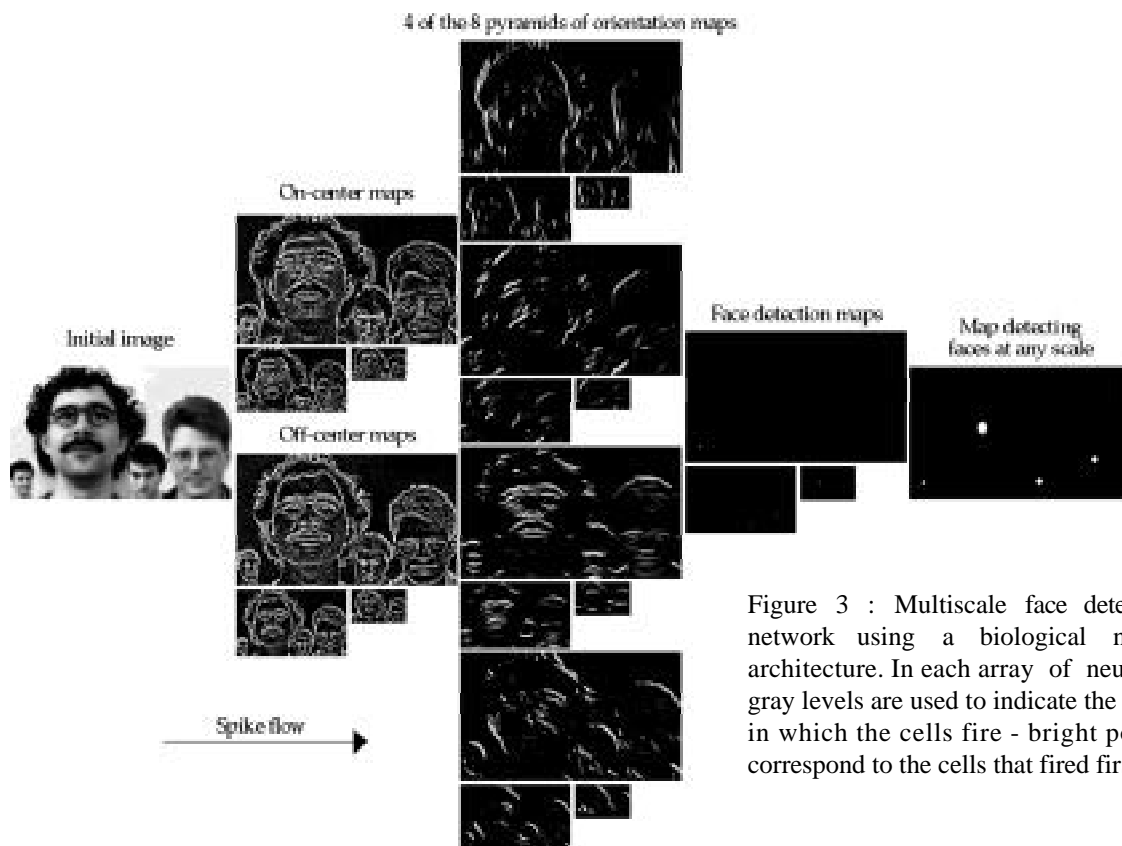 4 of the 8 pyramids of orientation maps
On-center maps
Initial image
Face detection maps
Map detecting
faces at any scale
Off-center maps
Spike flow
Figure 3 : Multiscale face dete
network using a biological n
architecture. In each array of neu
gray levels are used to indicate the
in which the cells fire - bright po
correspond to the cells that fired fir